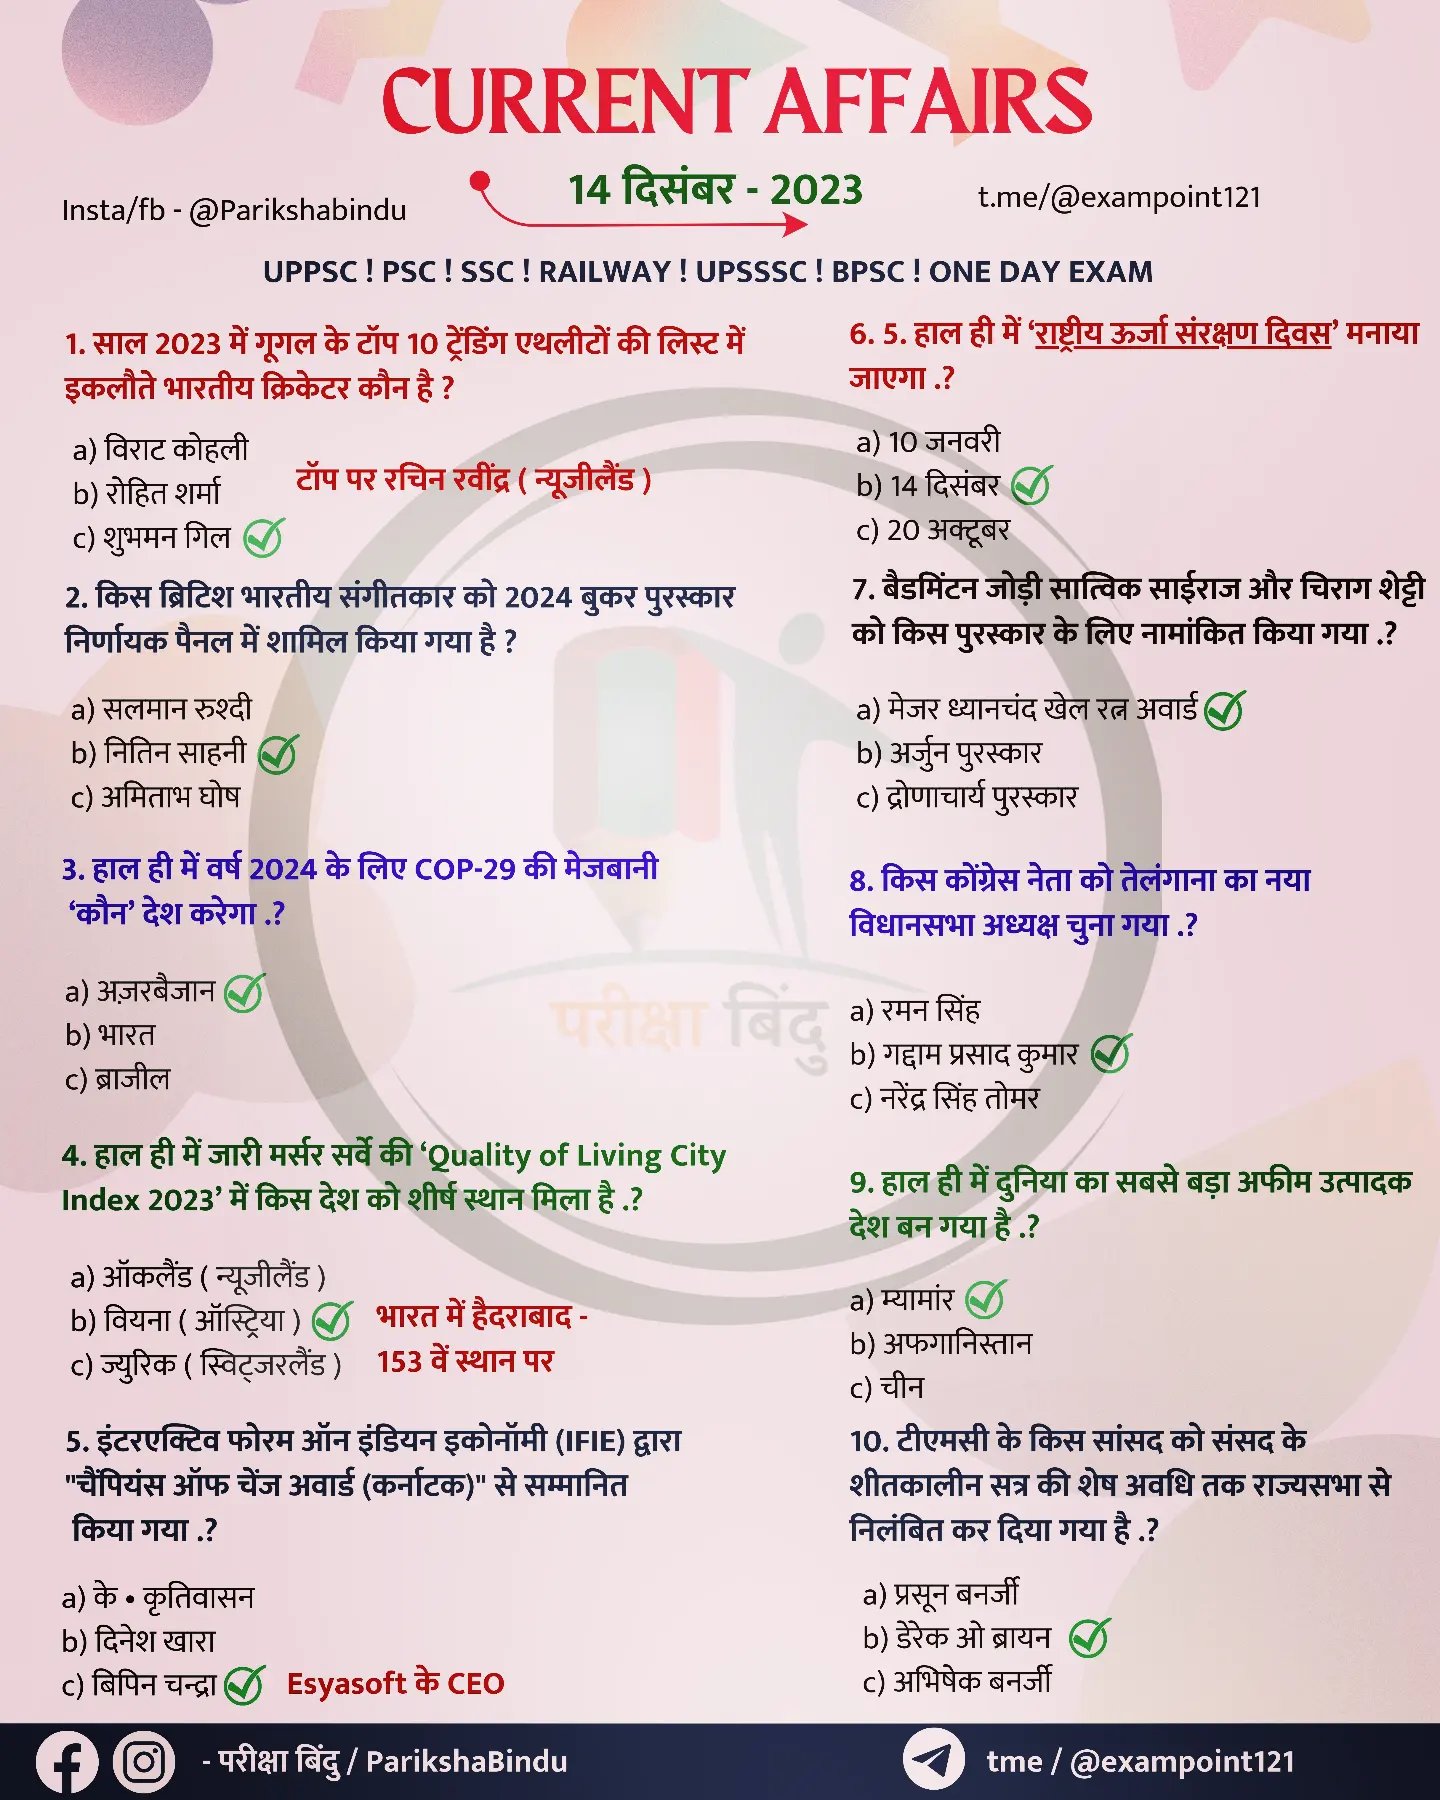 CURRENT AFFAIRS
14 दिसंबर - 2023
Insta/fb - @Parikshabindu
t.me/@exampoint121
UPPSC ! PSC ! SSC ! RAILWAY ! UPSSSC ! BPSC ! ONE DAY EXAM
1. साल 2023 में गूगल के टॉप 10 ट्रेंडिंग एथलीटों की लिस्ट में
इकलौते भारतीय क्रिकेटर कौन है ?
a) विराट कोहली
b) रोहित शर्मा
c) शुभमन गिल
टॉप पर रचिन रवींद्र ( न्यूजीलैंड )
2. किस ब्रिटिश भारतीय संगीतकार को 2024 बुकर पुरस्कार
निर्णायक पैनल में शामिल किया गया है ?
a) सलमान रुश्दी
b) नितिन साहनी
c) अमिताभ घोष
3. हाल ही में वर्ष 2024 के लिए COP-29 की मेजबानी
‘कौन’ देश करेगा .?
a) अज़रबैजान
b) भारत
c) ब्राजील
4. हाल ही में जारी मर्सर सर्वे की ‘Quality of Living City
Index 2023’ में किस देश को शीर्ष स्थान मिला है .?
a) ऑकलैंड ( न्यूजीलैंड )
b) वियना ( ऑस्ट्रिया )
c) ज्युरिक ( स्विट्जरलैंड )
भारत में हैदराबाद -
153 वें स्थान पर
5. इंटरएक्टिव फोरम ऑन इंडियन इकोनॉमी (IFIE) द्वारा
"चैंपियंस ऑफ चेंज अवार्ड (कर्नाटक)" से सम्मानित
किया गया .?
a) के • कृतिवासन
b) दिनेश खारा
c) बिपिन चन्द्रा
Esyasoft के CEO
6. 5. हाल ही में ‘राष्ट्रीय ऊर्जा संरक्षण दिवस’ मनाया
जाएगा .?
a) 10 जनवरी
b) 14 दिसंबर
c) 20 अक्टूबर
7. बैडमिंटन जोड़ी सात्विक साईराज और चिराग शेट्टी
को किस पुरस्कार के लिए नामांकित किया गया .?
a) मेजर ध्यानचंद खेल रत्न अवार्ड
b) अर्जुन पुरस्कार
c) द्रोणाचार्य पुरस्कार
8. किस कोंग्रेस नेता को तेलंगाना का नया
विधानसभा अध्यक्ष चुना गया .?
a) रमन सिंह
b) गद्दाम प्रसाद कुमार
c) नरेंद्र सिंह तोमर
9. हाल ही में दुनिया का सबसे बड़ा अफीम उत्पादक
देश बन गया है .?
a) म्यामांर
b) अफगानिस्तान
c) चीन
10. टीएमसी के किस सांसद को संसद के
शीतकालीन सत्र की शेष अवधि तक राज्यसभा से
निलंबित कर दिया गया है .?
a) प्रसून बनर्जी
b) डेरेक ओ ब्रायन
c) अभिषेक बनर्जी
परीक्षा बिंदु
- परीक्षा बिंदु / ParikshaBindu
tme / @exampoint121